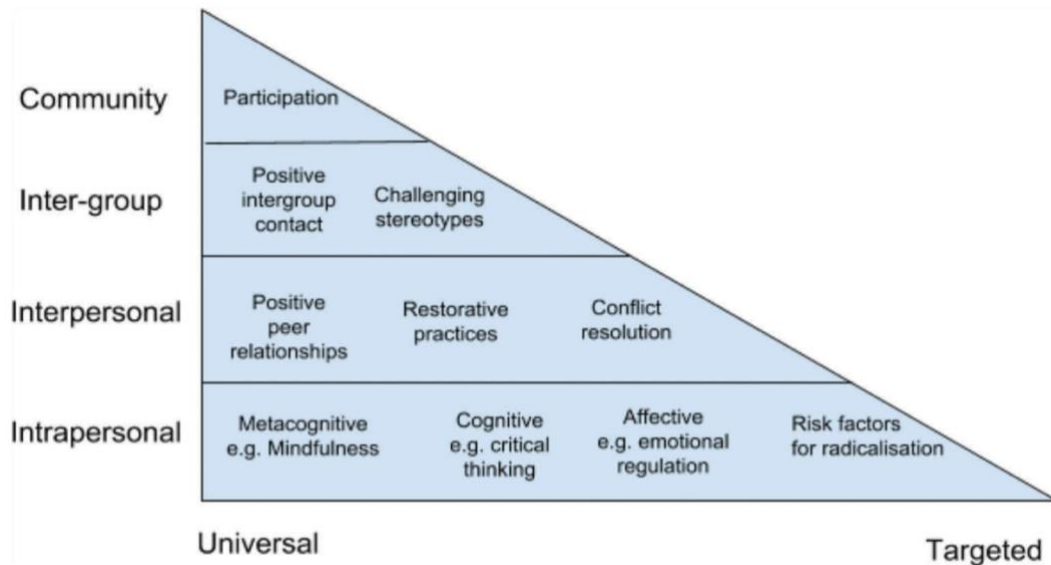 Community
Participation
Inter-group
Positive
intergroup
contact
Challenging
stereotypes
Interpersonal
Positive
peer
relationships
Restorative
practices
Conflict
resolution
Intrapersonal
Metacognitive
e.g. Mindfulness
Cognitive
e.g. critical
thinking
Affective
e.g. emotional
regulation
Risk factors
for radicalisation
Universal
Targeted